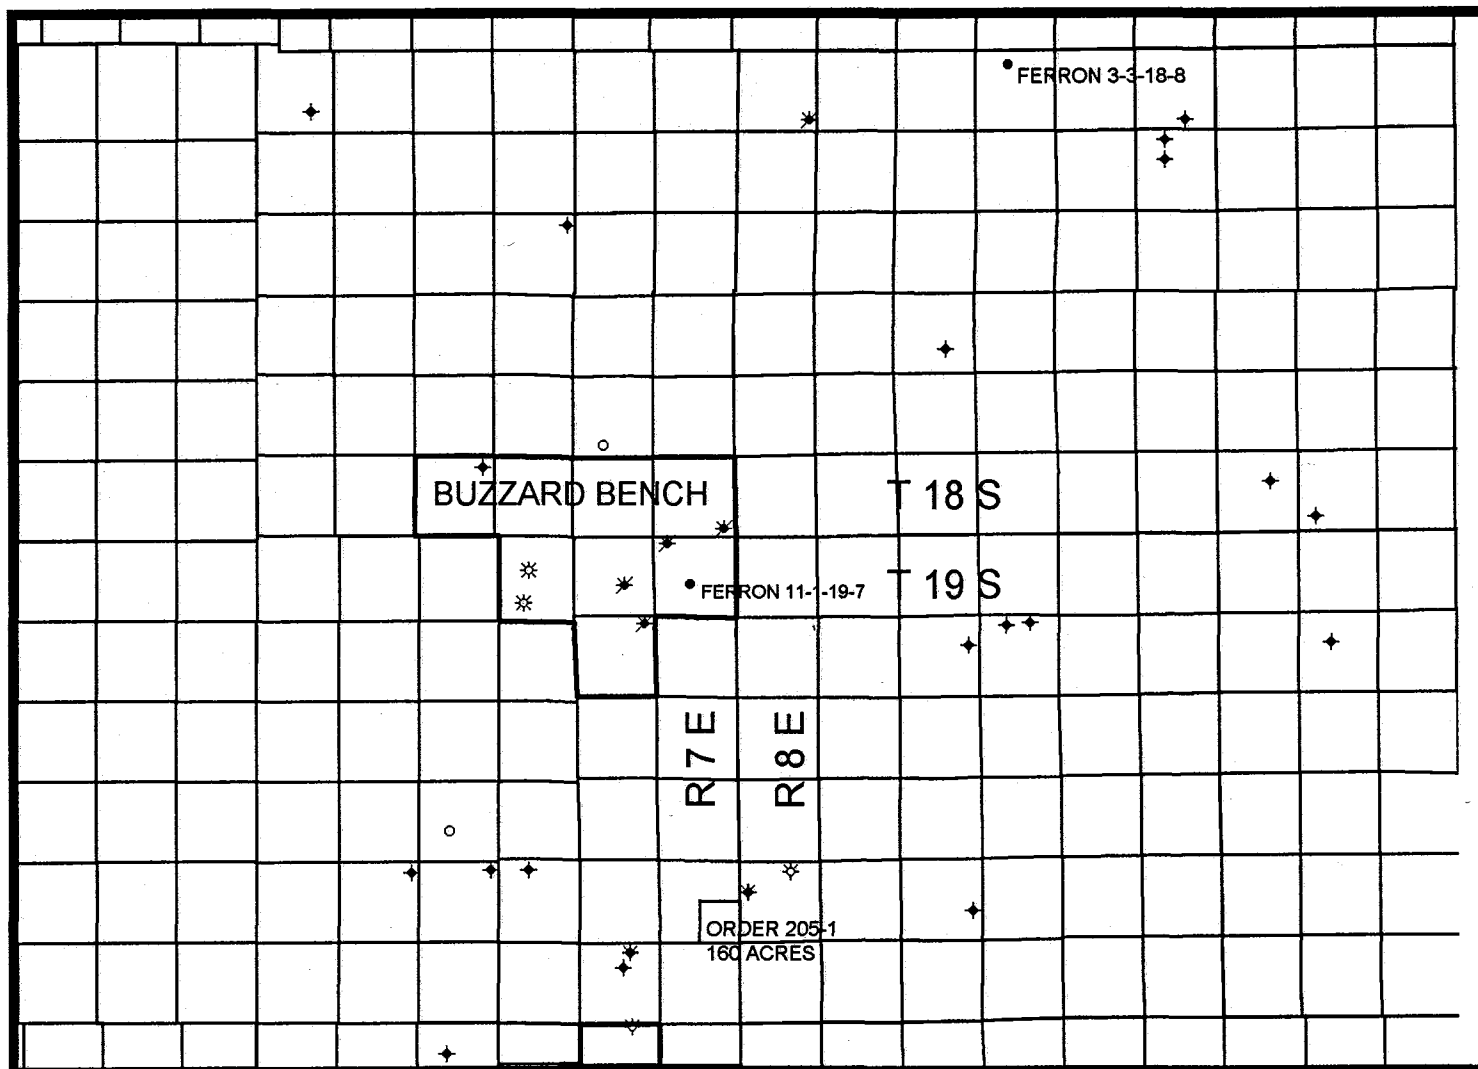 FERRON 3-3-18-8
BUZZARD BENCH
T 18 S
FERRON 11-1-19-7
T 19 S
R 7 E
R 8 E
ORDER 205-1
160 ACRES